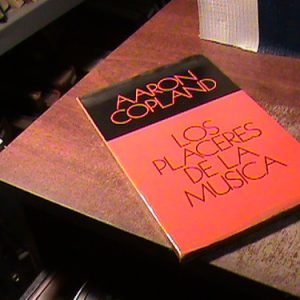 AARON
COPLAND
LOS
PLACERES
DE LA
MUSICA